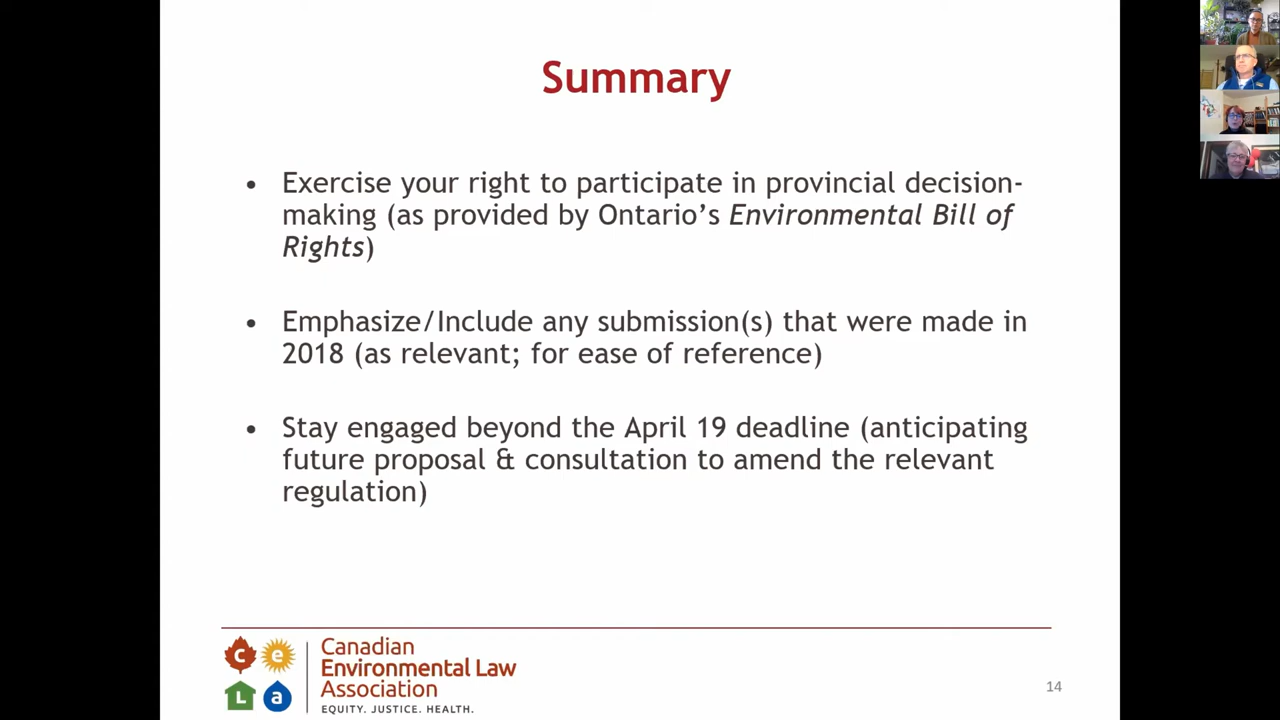 Summary
• Exercise your right to participate in provincial decision-
making (as provided by Ontario’s Environmental Bill of
Rights)
• Emphasize/Include any submission(s) that were made in
2018 (as relevant; for ease of reference)
• Stay engaged beyond the April 19 deadline (anticipating
future proposal & consultation to amend the relevant
regulation)
c e
L a
Canadian
Environmental Law
Association
EQUITY. JUSTICE. HEALTH.
14